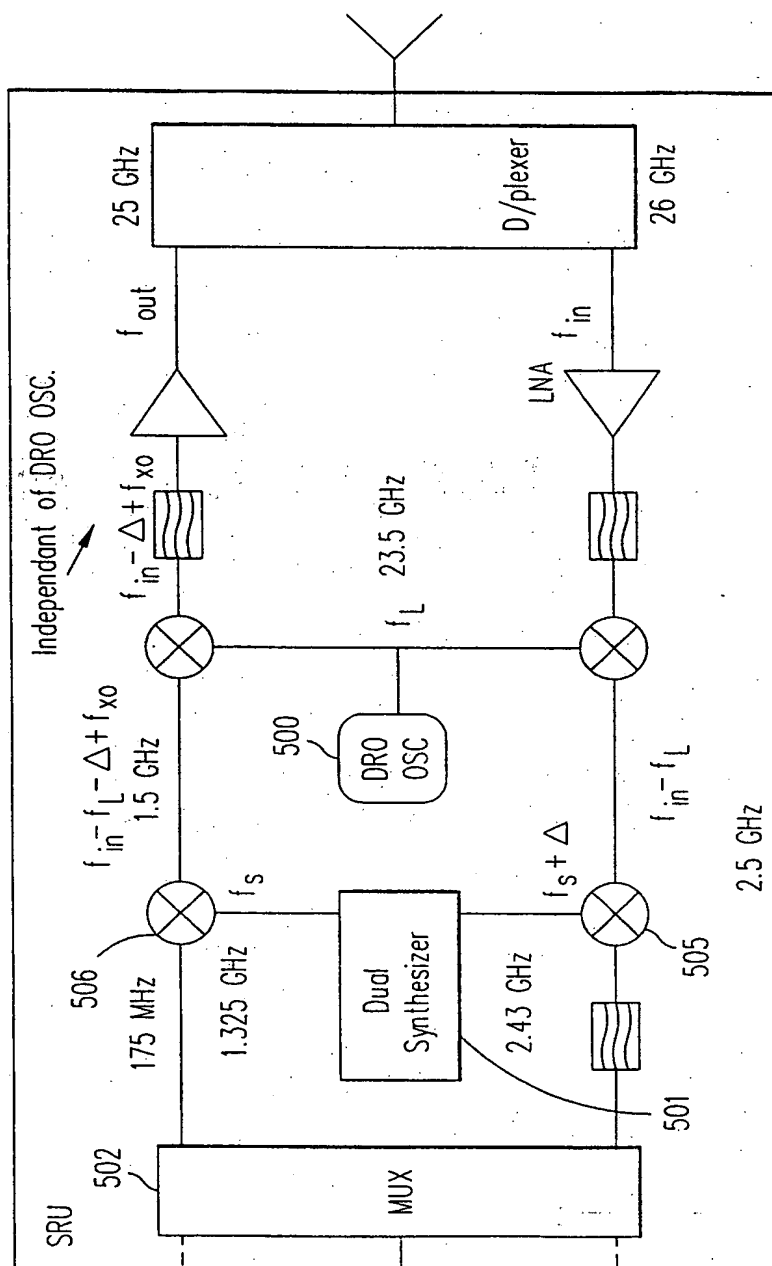 SRU
502
MUX
175 MHz
506
1.325 GHz
f_s
f_in - f_L - Δ + f_xo
1.5 GHz
Independant of DRO OSC.
f_in - Δ + f_xo
f_out
25 GHz
D/plexer
26 GHz
500
DRO
OSC
f_L
23.5 GHz
Dual
Synthesizer
501
2.43 GHz
f_s + Δ
505
f_in - f_L
2.5 GHz
LNA
f_in